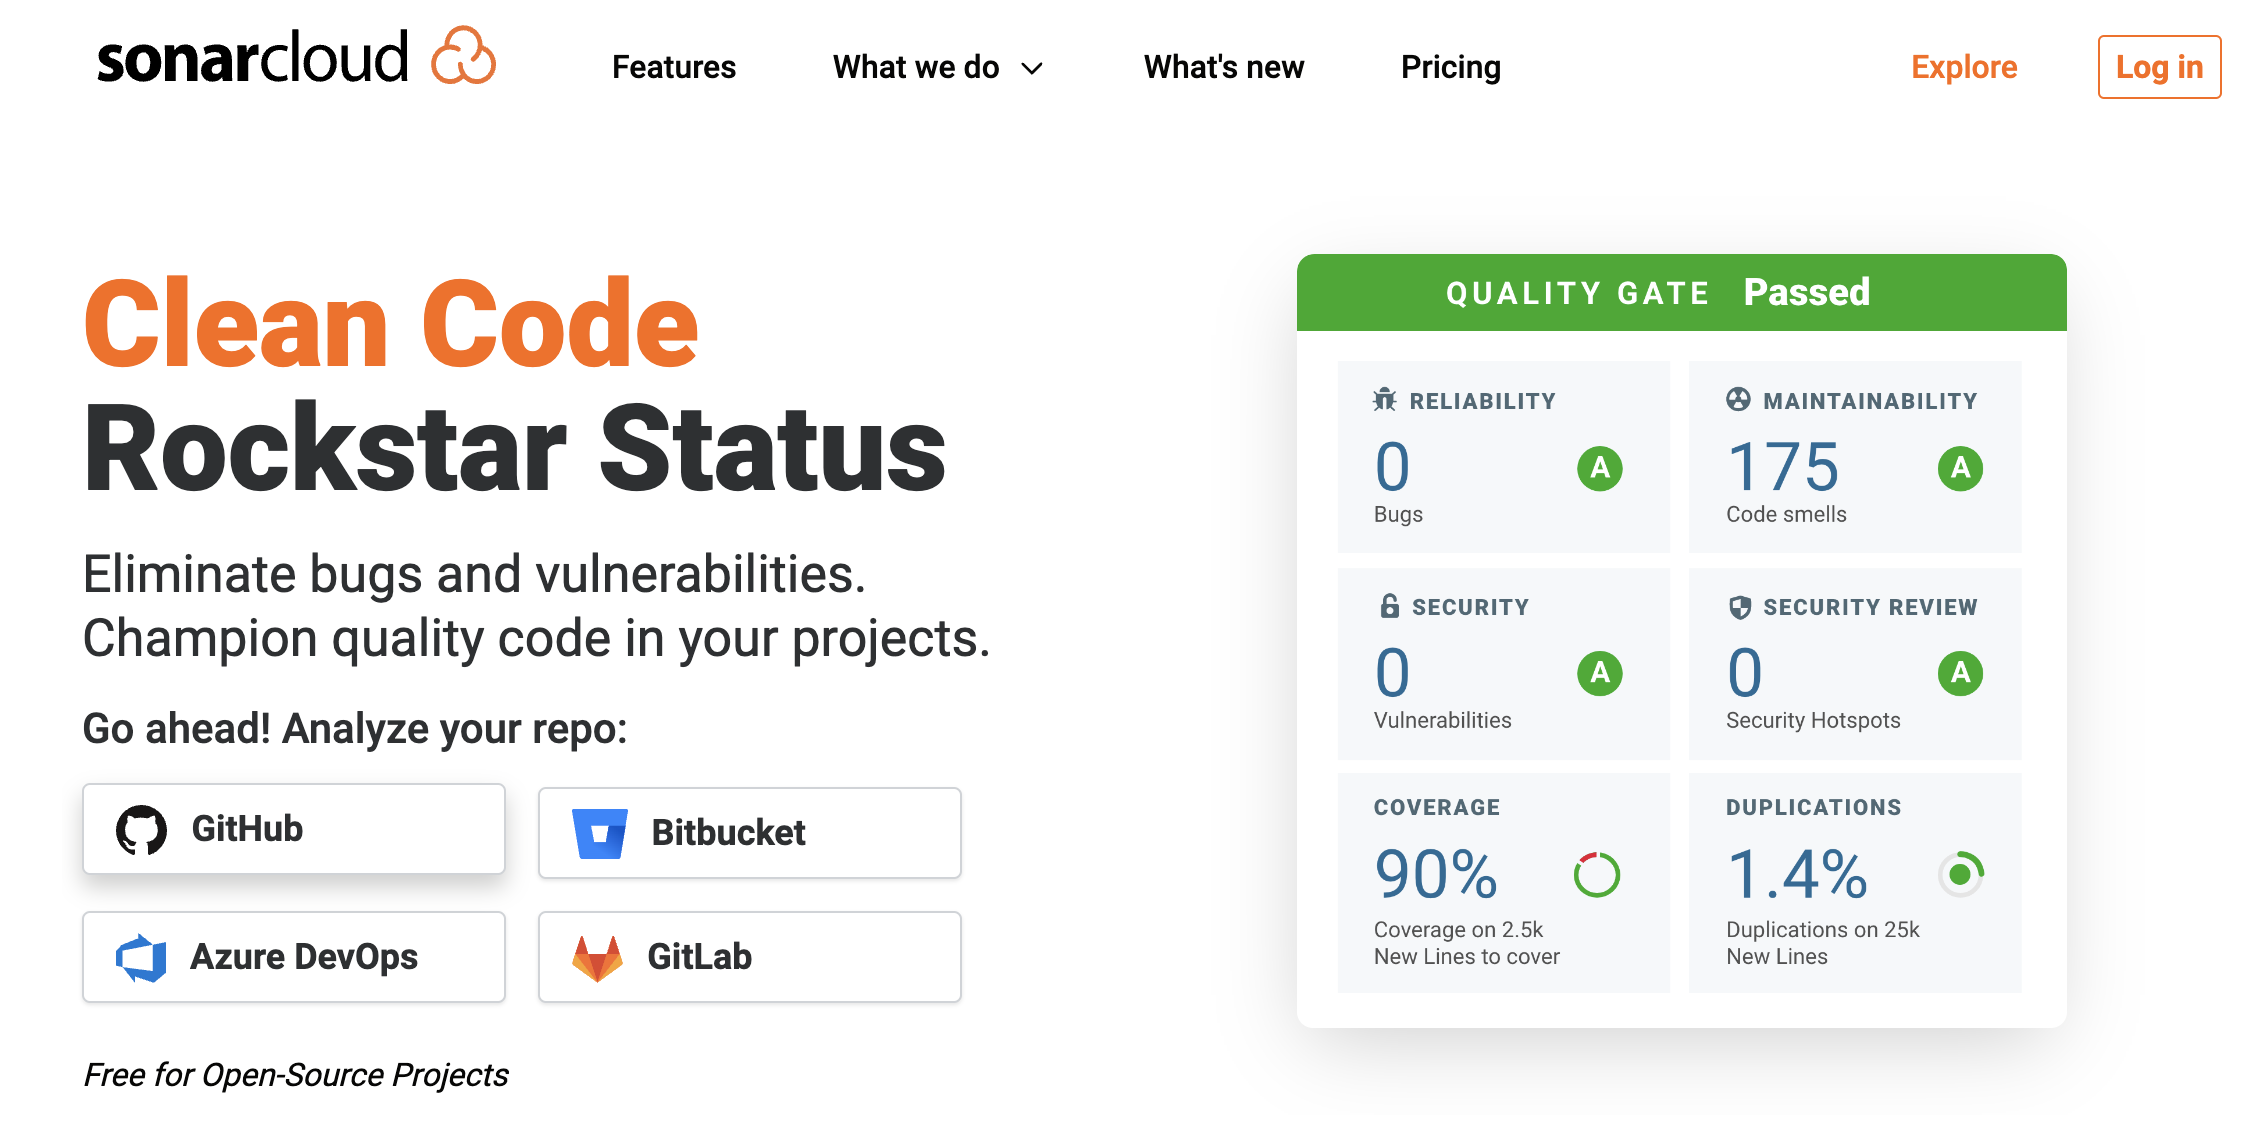 sonarcloud
Features
What we do
What's new
Pricing
Explore
Log in
Clean Code
Rockstar Status
Eliminate bugs and vulnerabilities.
Champion quality code in your projects.
Go ahead! Analyze your repo:
GitHub
Bitbucket
Azure DevOps
GitLab
Free for Open-Source Projects
QUALITY GATE Passed
RELIABILITY
0
A
Bugs
MAINTAINABILITY
175
A
Code smells
SECURITY
0
A
Vulnerabilities
SECURITY REVIEW
0
A
Security Hotspots
COVERAGE
90%
Coverage on 2.5k
New Lines to cover
DUPLICATIONS
1.4%
Duplications on 25k
New Lines